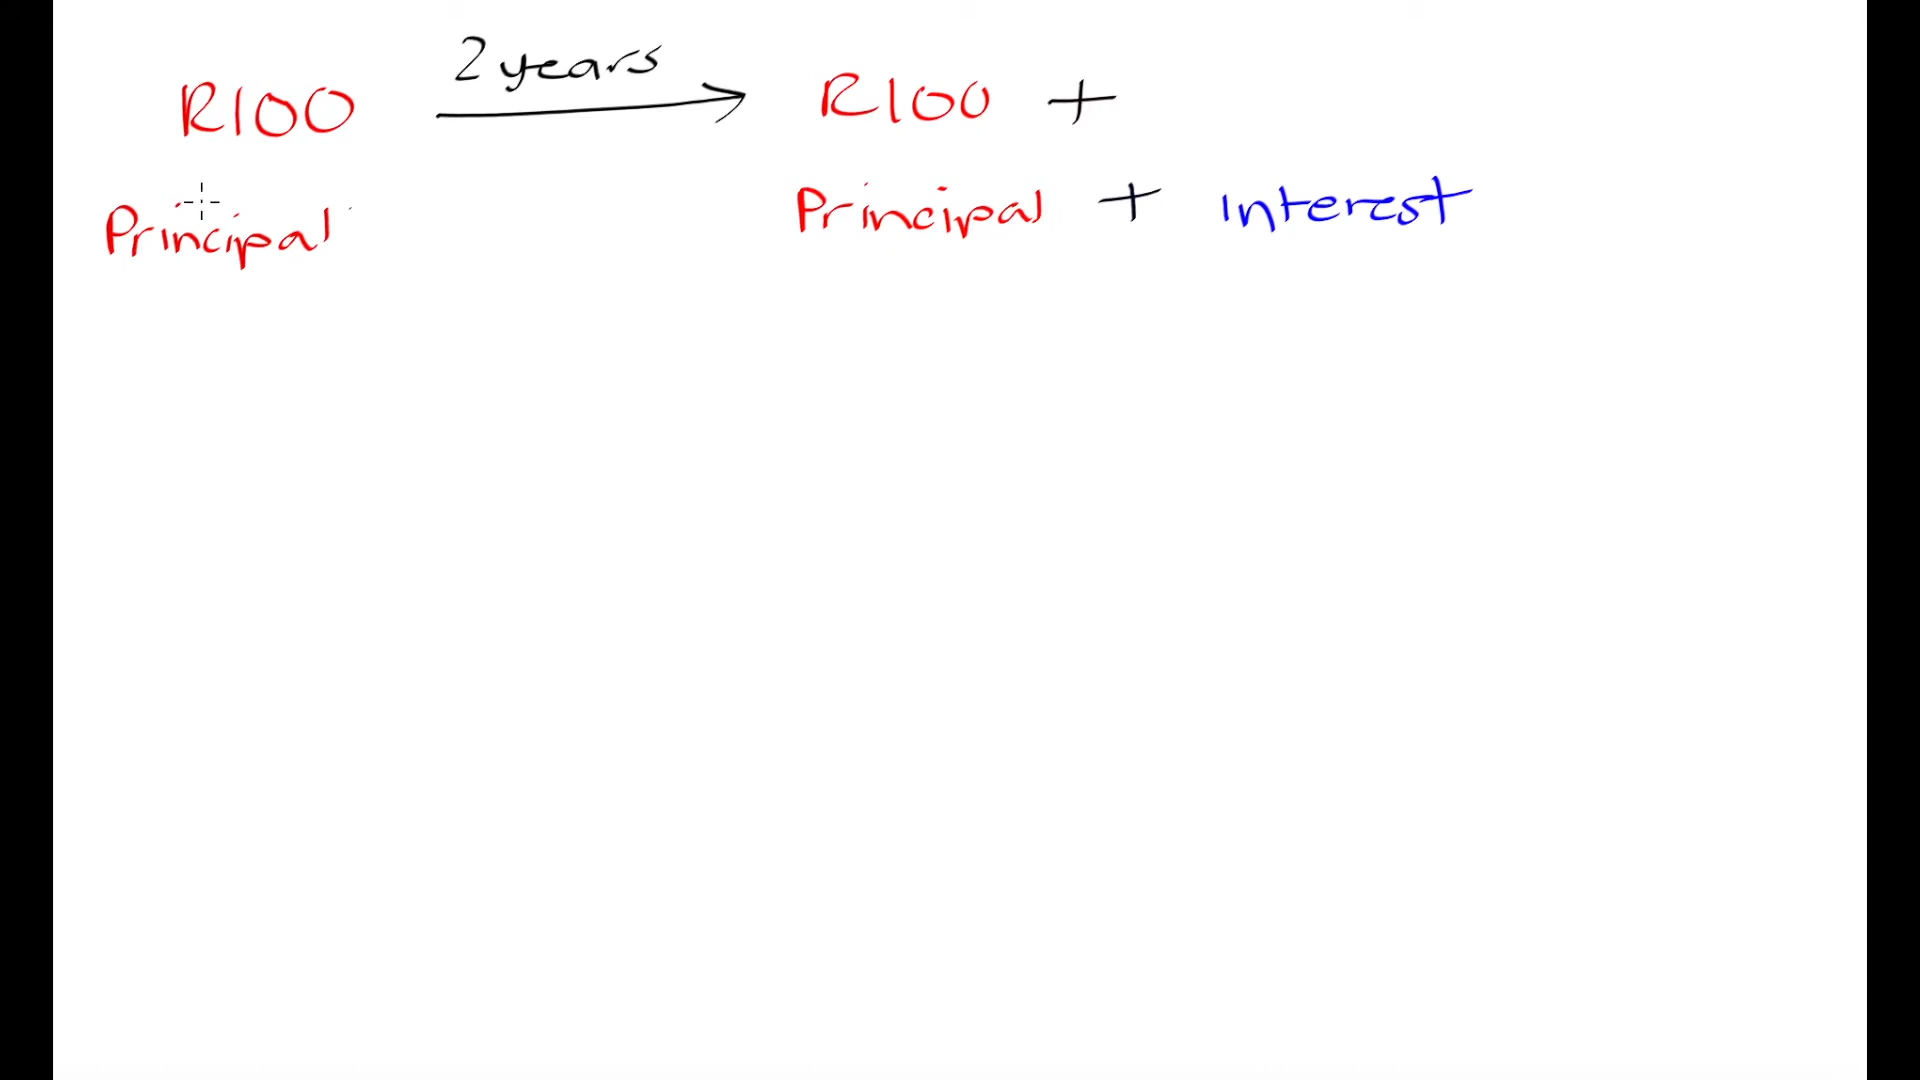 R100 2 years R100 +
Principal Principal + Interest